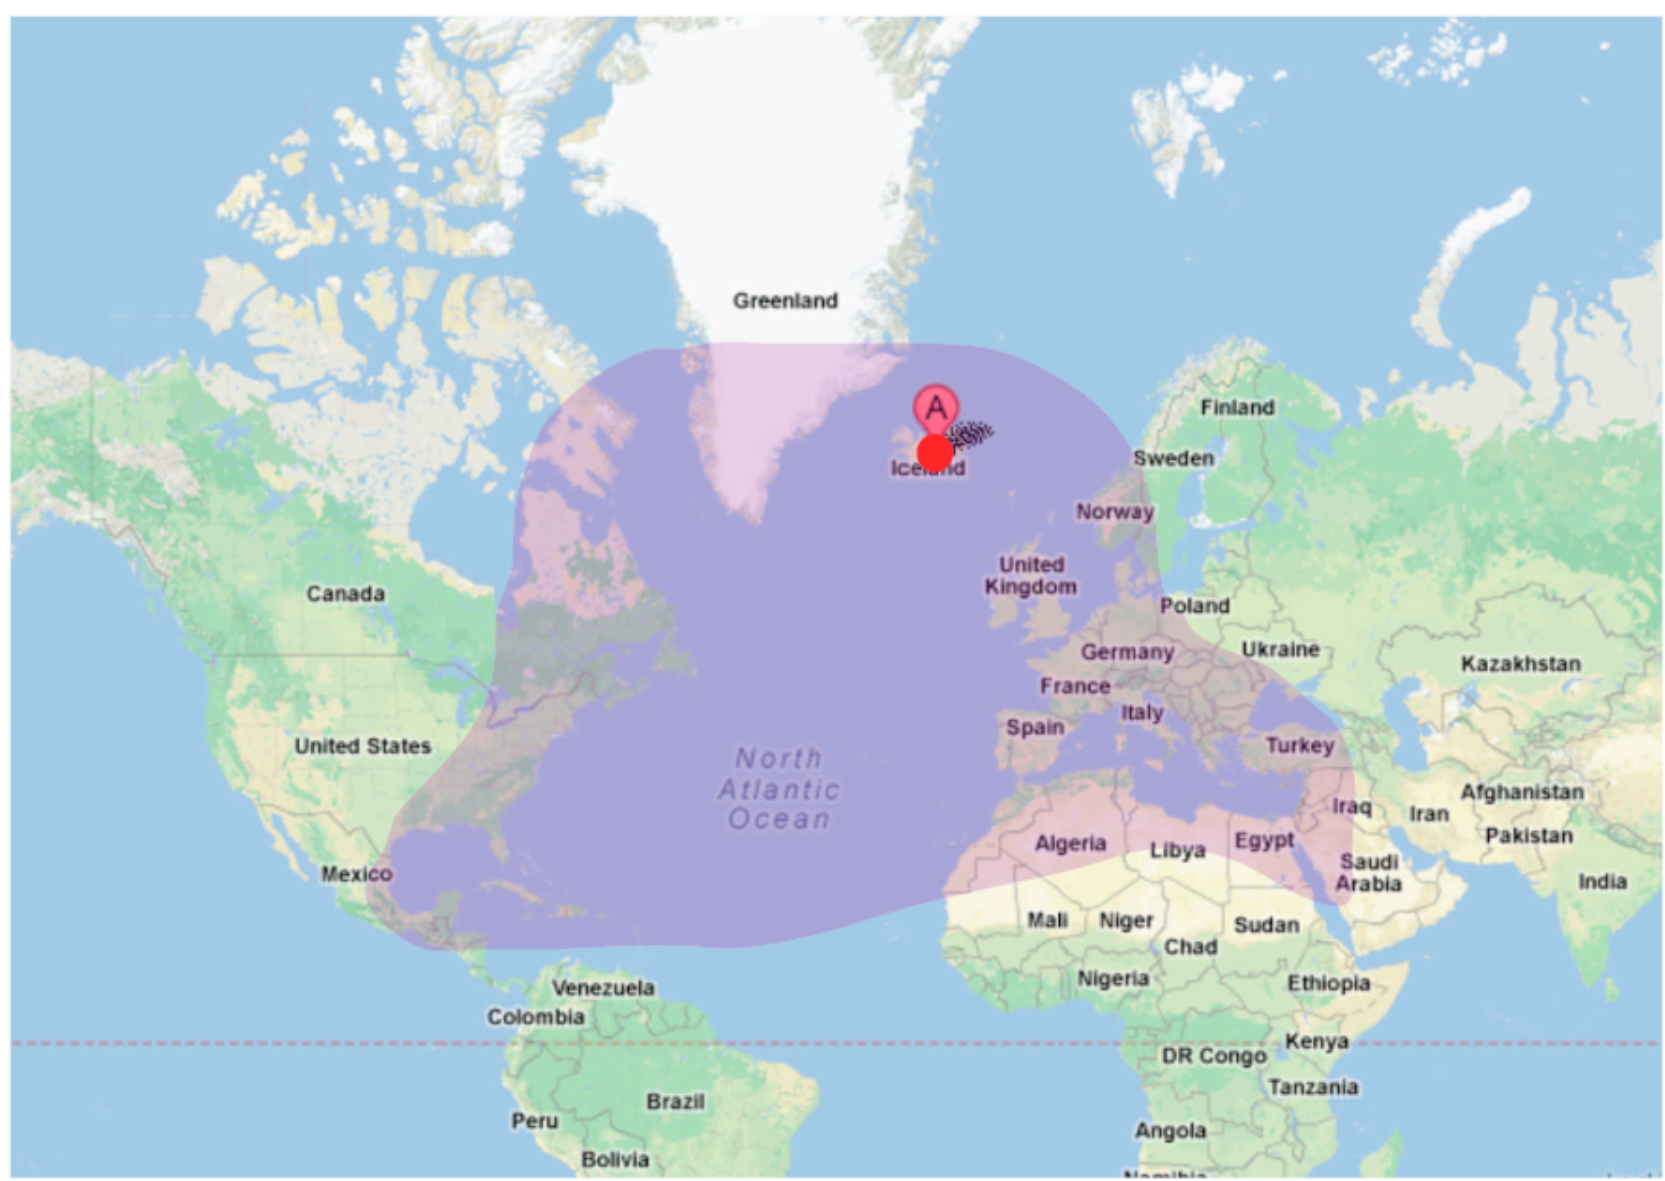 Greenland
A
Finland
Iceland
Sweden
Norway
United
Kingdom
Canada
Poland
Germany
Ukraine
Kazakhstan
France
Italy
Spain
United States
Turkey
North
Atlantic
Ocean
Afghanistan
Iraq
Iran
Pakistan
Algeria
Libya
Egypt
Mexico
Saudi
Arabia
India
Mali
Niger
Sudan
Chad
Nigeria
Ethiopia
Venezuela
Colombia
Kenya
DR Congo
Tanzania
Brazil
Peru
Angola
Bolivia
Namibia